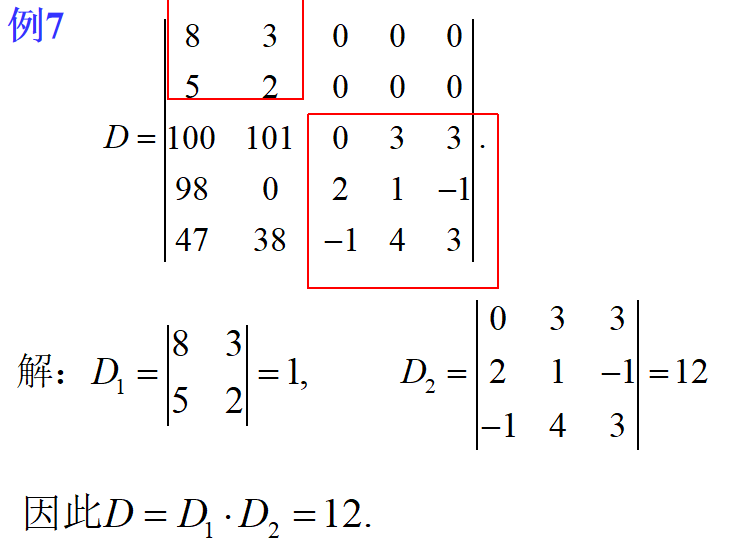 例7
8 3 0 0 0
5 2 0 0 0
D = 100 101 0 3 3 .
98 0 2 1 −1
47 38 −1 4 3
解: D₁ = |8 3; 5 2| = 1, D₂ = |0 3 3; 2 1 −1; −1 4 3| = 12
因此D = D₁ · D₂ = 12.